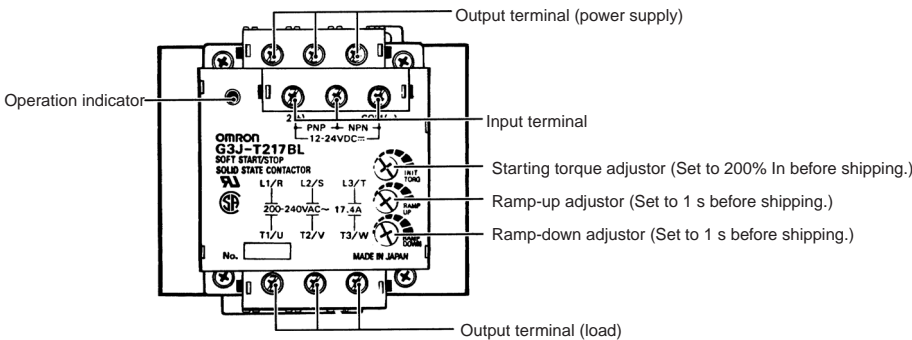 Output terminal (power supply)
Operation indicator
Input terminal
PNP NPN
12-24VDC
OMRON
G3J-T217BL
SOFT START/STOP
SOLID STATE CONTACTOR
INIT
TORQ
Starting torque adjustor (Set to 200% In before shipping.)
L1/R L2/S L3/T
200-240VAC~ 17.4A
RAMP
UP
Ramp-up adjustor (Set to 1 s before shipping.)
T1/U T2/V T3/W
RAMP
DOWN
Ramp-down adjustor (Set to 1 s before shipping.)
No.
MADE IN JAPAN
Output terminal (load)